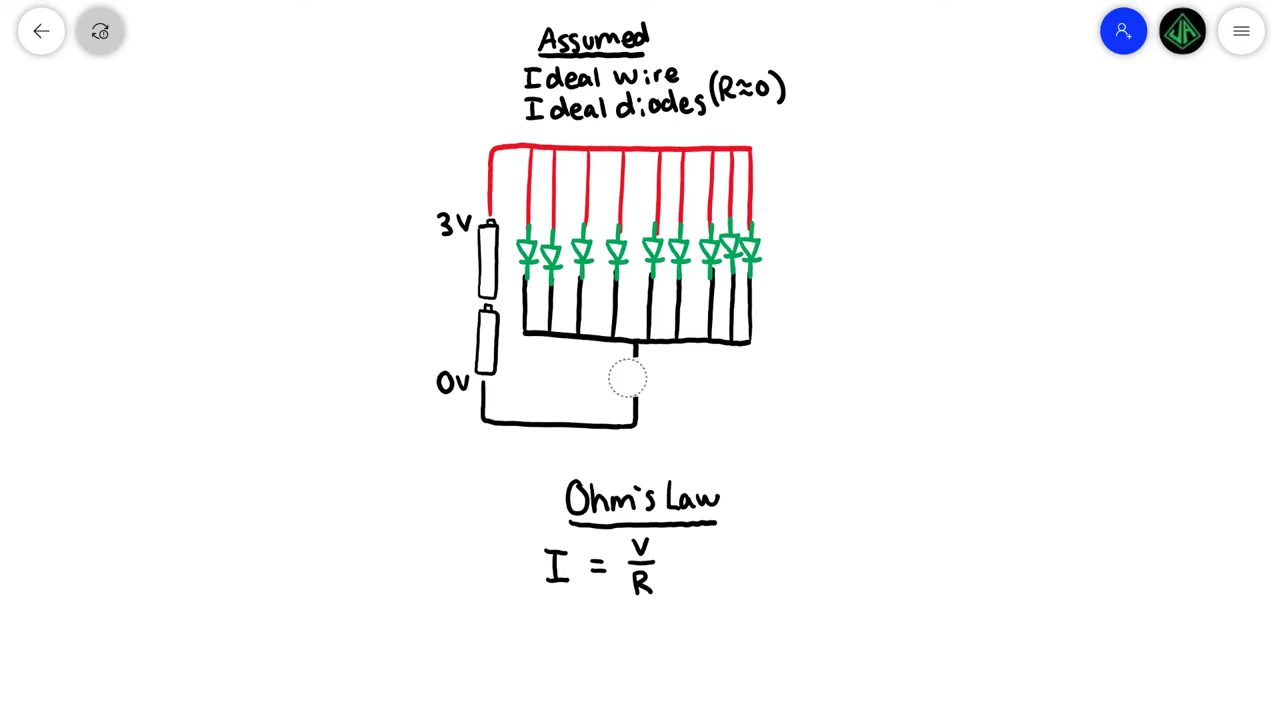 Assumed
Ideal wire
Ideal diodes (R≈0)
3V
0V
Ohm's Law
I = V/R